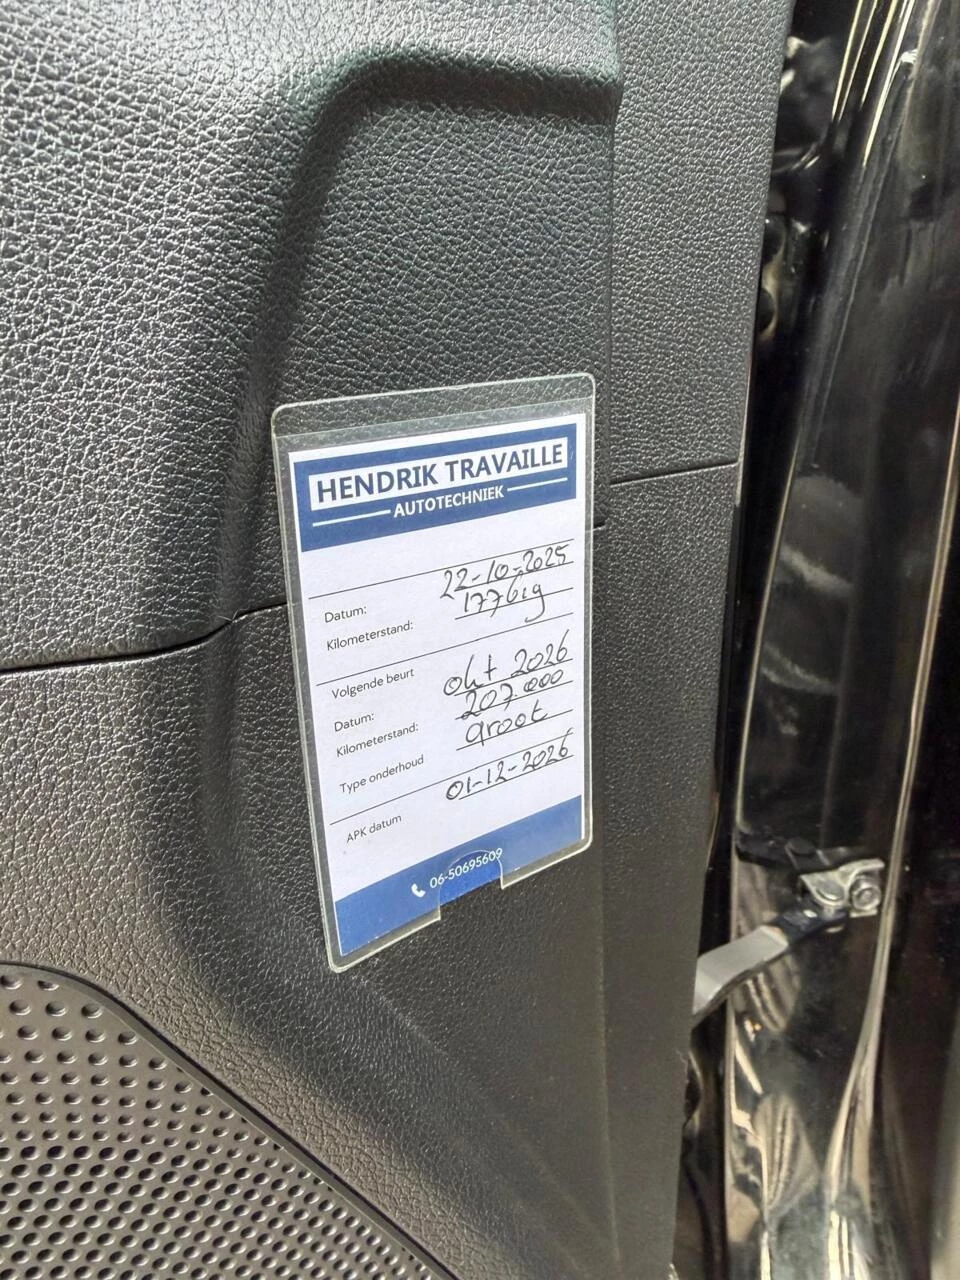 HENDRIK TRAVAILLE
AUTOTECHNIEK
Datum: 22-10-2025
Kilometerstand: 177619
Volgende beurt
Datum: okt 2026
Kilometerstand: 207.000
Type onderhoud groot
APK datum 01-12-2026
06-50695609